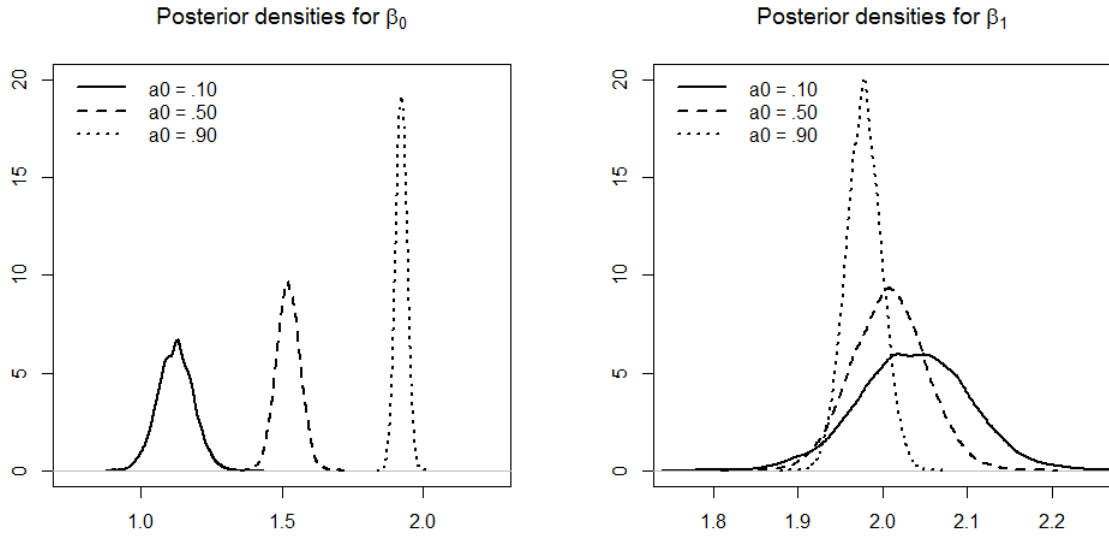 Posterior densities for β0
20
15
10
5
0
a0 = .10
a0 = .50
a0 = .90
1.0 1.5 2.0
Posterior densities for β1
20
15
10
5
0
a0 = .10
a0 = .50
a0 = .90
1.8 1.9 2.0 2.1 2.2